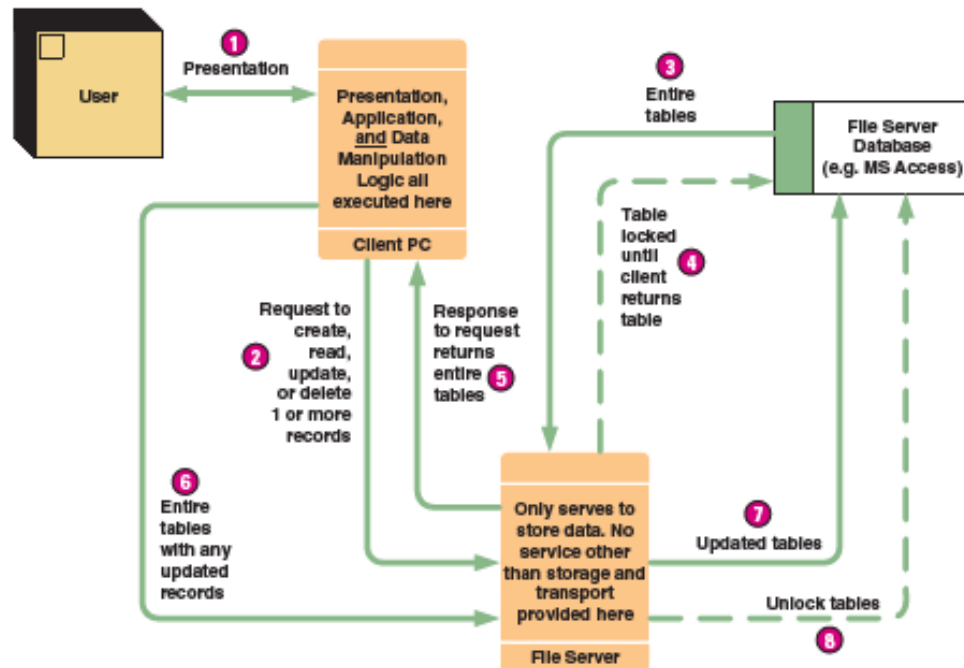 User
1
Presentation
Presentation,
Application,
and Data
Manipulation
Logic all
executed here
Client PC
3
Entire
tables
File Server
Database
(e.g. MS Access)
Table
locked
until
client
returns
table
4
Request to
create,
read,
update,
or delete
1 or more
records
2
Response
to request
returns
entire
tables
5
6
Entire
tables
with any
updated
records
Only serves to
store data. No
service other
than storage and
transport
provided here
File Server
7
Updated tables
Unlock tables
8